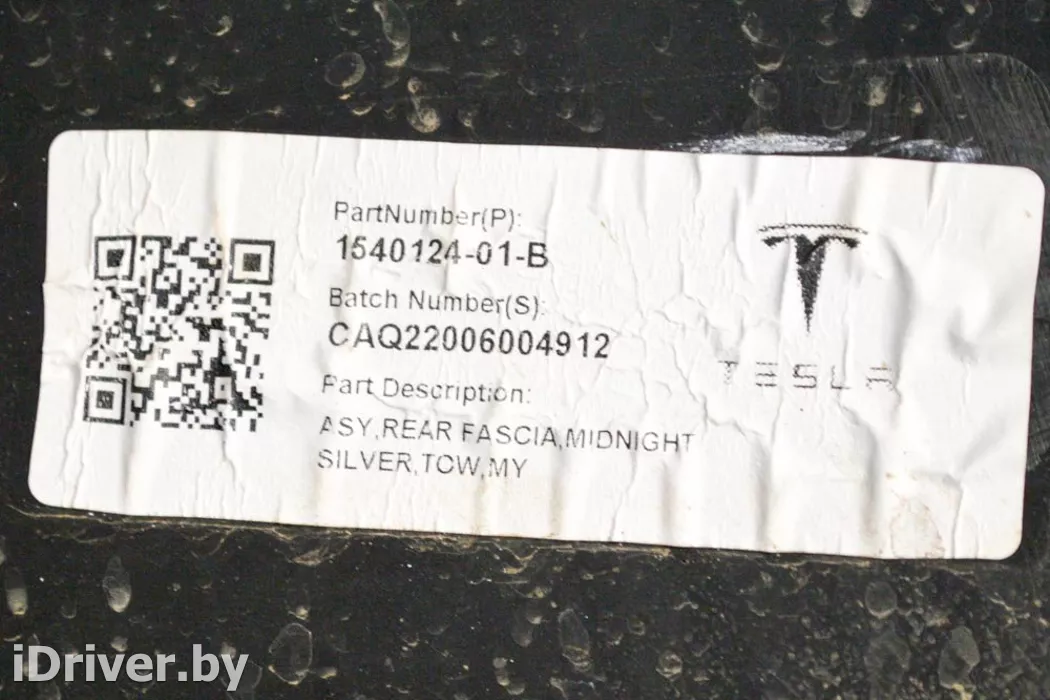 PartNumber(P):
1540124-01-B
Batch Number(S):
CAQ22006004912
Part Description:
ASY,REAR FASCIA,MIDNIGHT
SILVER,TOW,MY
TESLA
iDriver.by